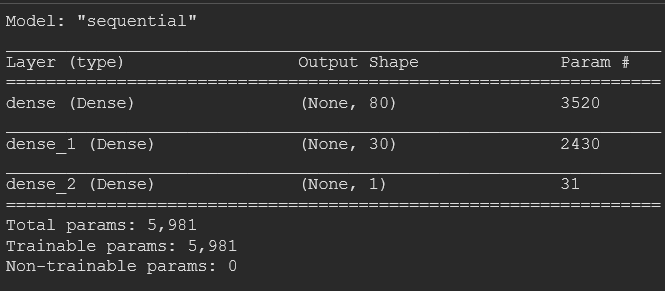 Model: "sequential"
Layer (type) Output Shape Param #
dense (Dense) (None, 80) 3520
dense_1 (Dense) (None, 30) 2430
dense_2 (Dense) (None, 1) 31
Total params: 5,981
Trainable params: 5,981
Non-trainable params: 0